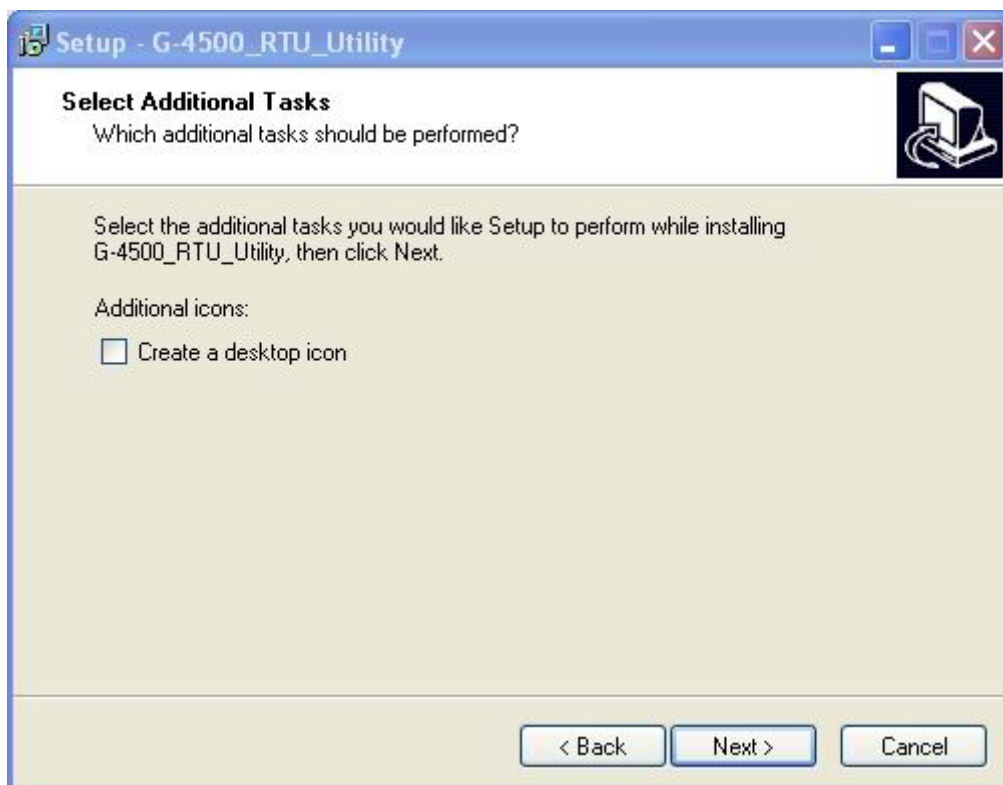 Setup - G-4500_RTU_Utility
Select Additional Tasks
Which additional tasks should be performed?
Select the additional tasks you would like Setup to perform while installing
G-4500_RTU_Utility, then click Next.
Additional icons:
Create a desktop icon
< Back Next > Cancel